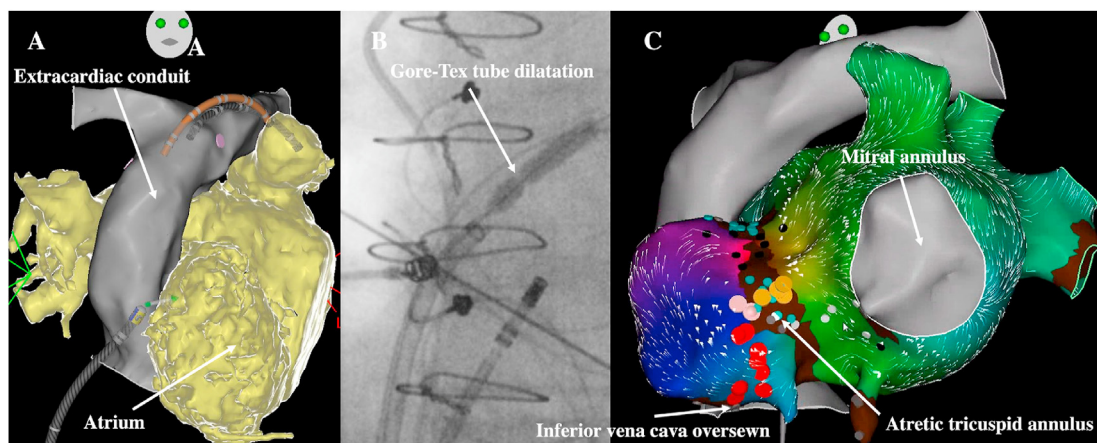 A
A
Extracardiac conduit
Atrium
B
Gore-Tex tube dilatation
C
Mitral annulus
Inferior vena cava oversewn
Atretic tricuspid annulus